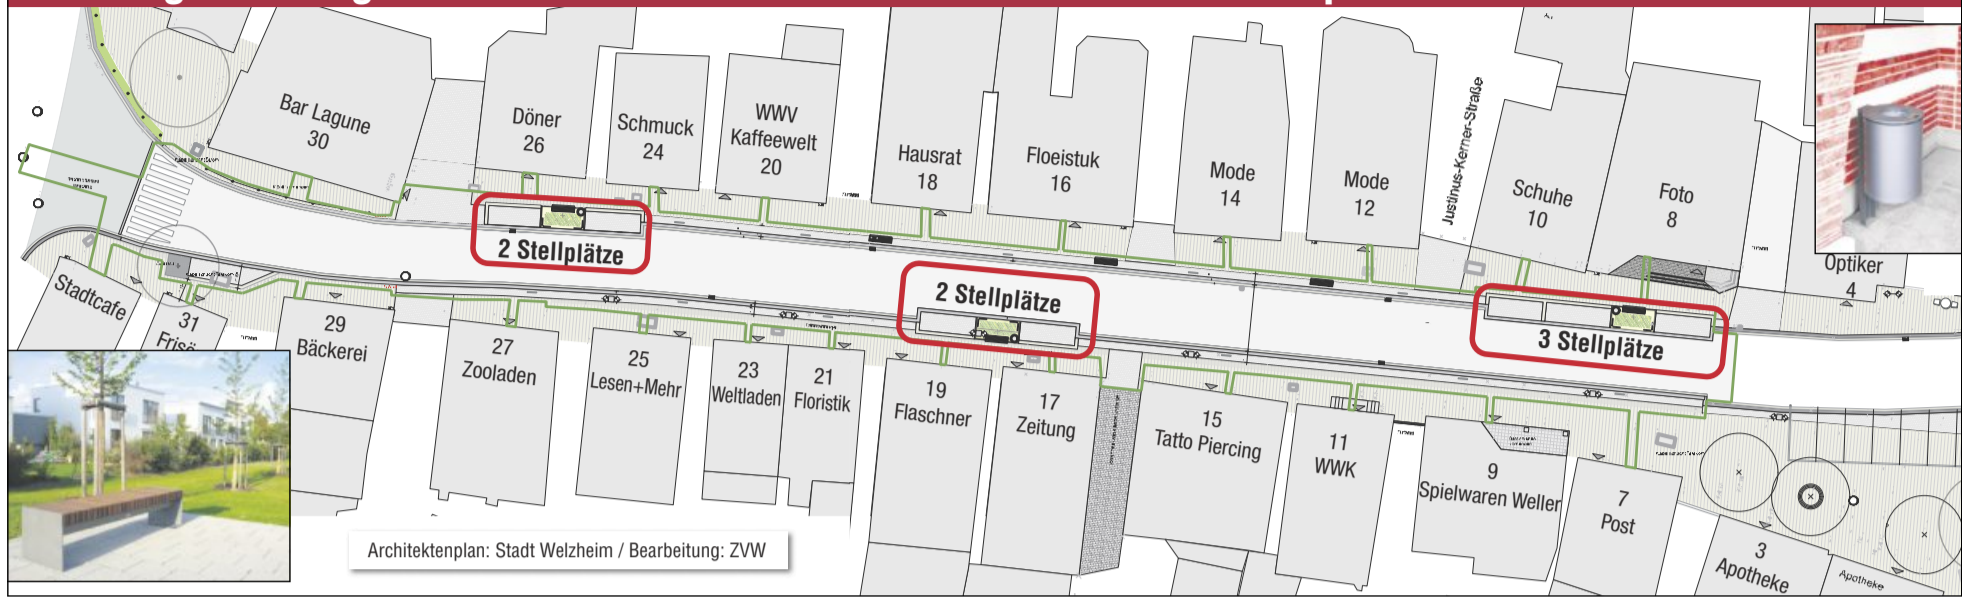 Bar Lagune
30
Döner
26
Schmuck
24
WWV
Kaffeewelt
20
Hausrat
18
Floeistuk
16
Mode
14
Mode
12
Justinus-Kerner-Straße
Schuhe
10
Foto
8
Optiker
4
2 Stellplätze
2 Stellplätze
3 Stellplätze
Stadtcafe
31
29
Bäckerei
27
Zooladen
25
Lesen+Mehr
23
Weltladen
21
Floristik
19
Flaschner
17
Zeitung
15
Tatto Piercing
11
WWK
9
Spielwaren Weller
7
Post
3
Apotheke
Apotheke
Architektenplan: Stadt Welzheim / Bearbeitung: ZVW